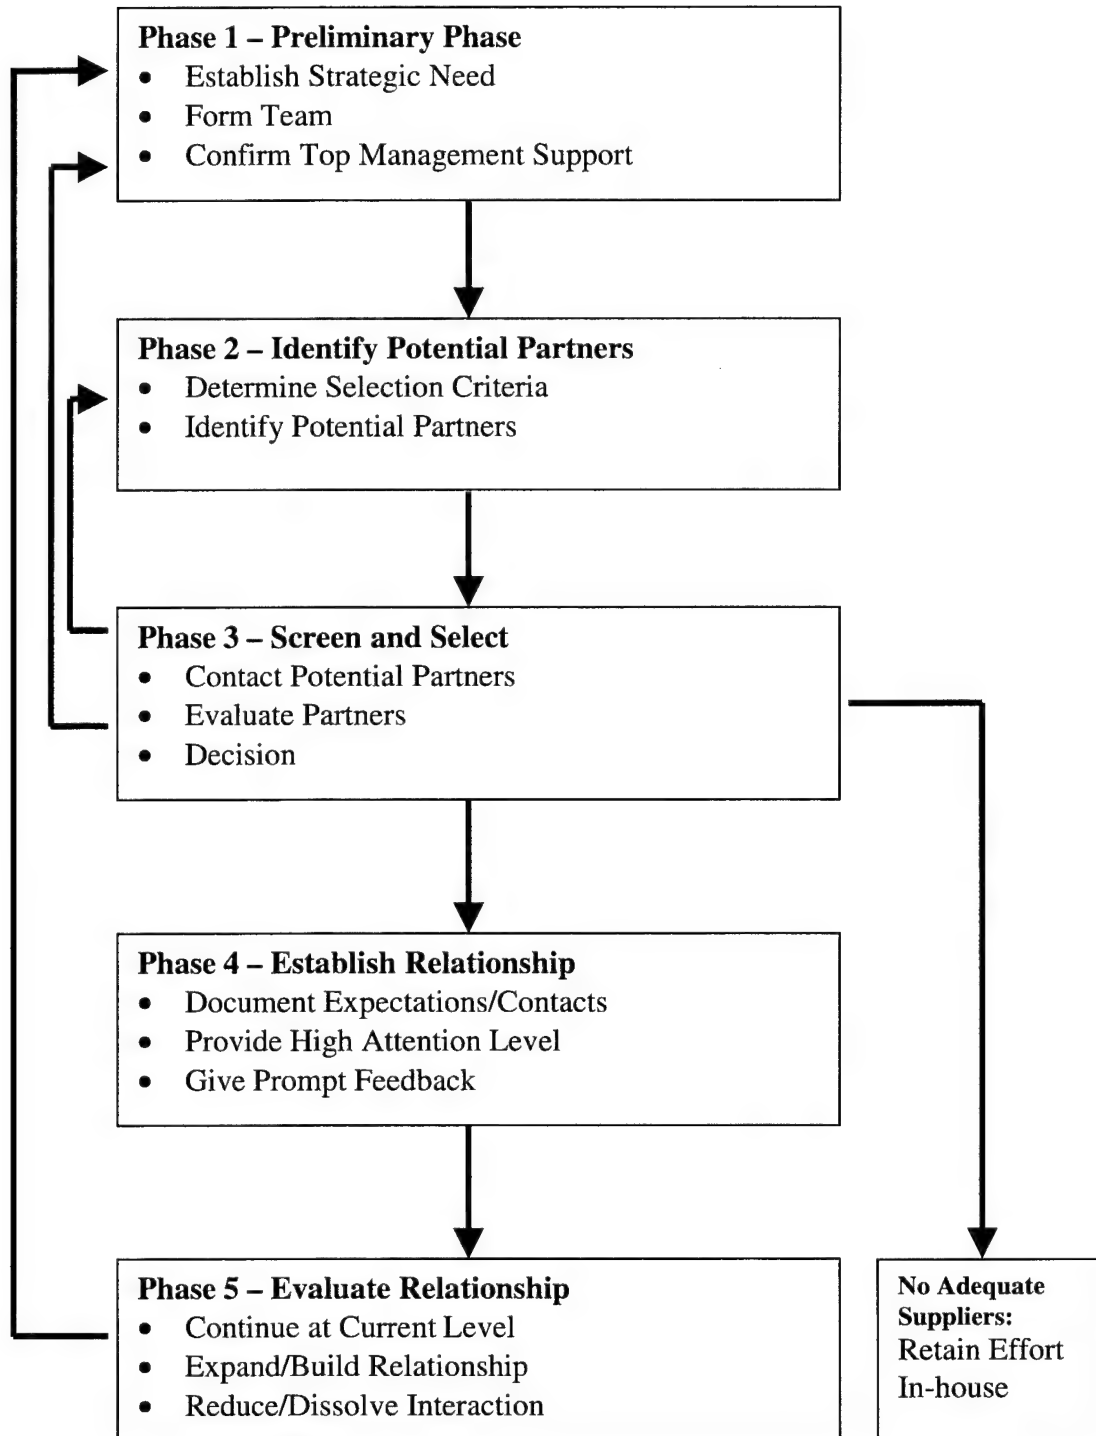 Phase 1 – Preliminary Phase
• Establish Strategic Need
• Form Team
• Confirm Top Management Support
Phase 2 – Identify Potential Partners
• Determine Selection Criteria
• Identify Potential Partners
Phase 3 – Screen and Select
• Contact Potential Partners
• Evaluate Partners
• Decision
Phase 4 – Establish Relationship
• Document Expectations/Contacts
• Provide High Attention Level
• Give Prompt Feedback
Phase 5 – Evaluate Relationship
• Continue at Current Level
• Expand/Build Relationship
• Reduce/Dissolve Interaction
No Adequate
Suppliers:
Retain Effort
In-house